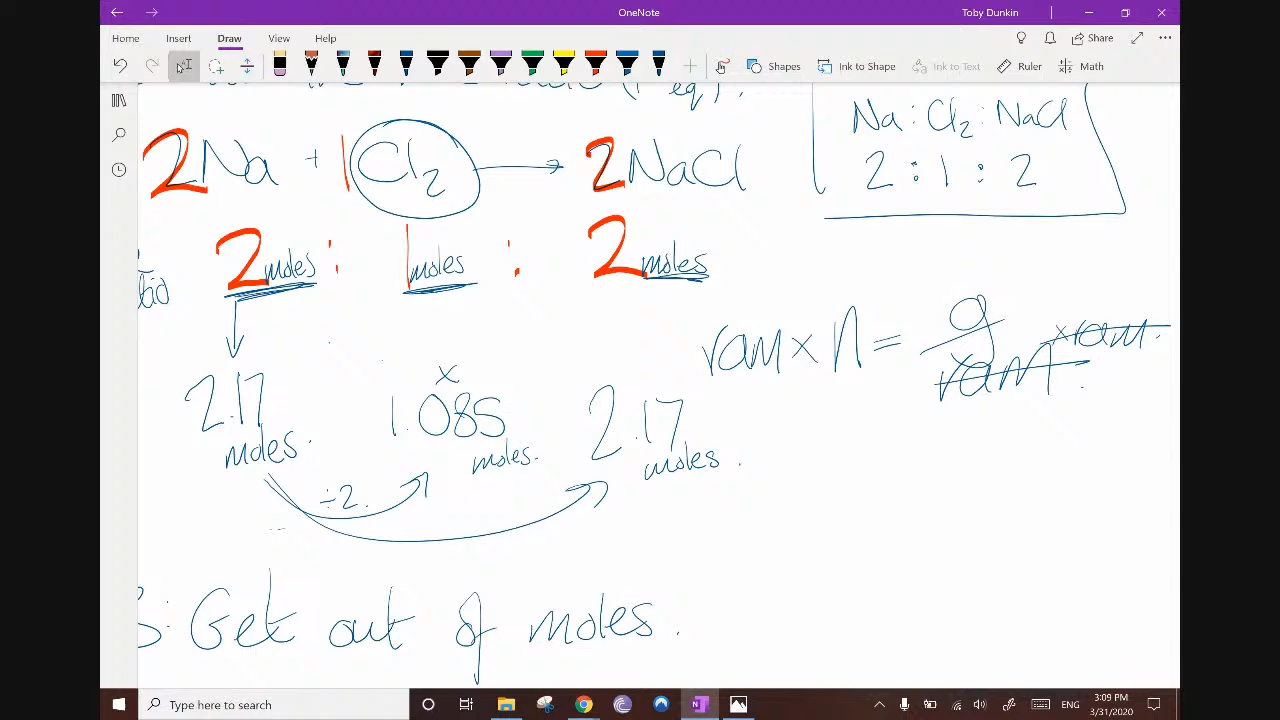 OneNote
Toby Dunkin
Home Insert Draw View
Share
Shapes Ink to Shape Ink to Text Ruler Math
eq).
Na : Cl2 : NaCl
2 : 1 : 2
2Na + 1Cl2 → 2NaCl
2 moles : 1 moles : 2 moles
ram × n = g/ram × ram.
×
2.17 moles. 1.085 moles. 2.17 moles.
÷2.
3: Get out of moles.
Type here to search
ENG
3:09 PM
3/31/2020